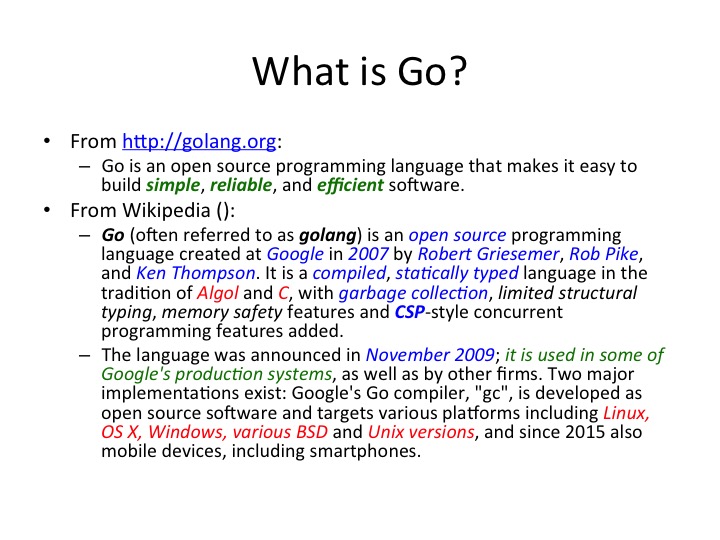 What is Go?
• From http://golang.org:
– Go is an open source programming language that makes it easy to
build simple, reliable, and efficient software.
• From Wikipedia ():
– Go (often referred to as golang) is an open source programming
language created at Google in 2007 by Robert Griesemer, Rob Pike,
and Ken Thompson. It is a compiled, statically typed language in the
tradition of Algol and C, with garbage collection, limited structural
typing, memory safety features and CSP-style concurrent
programming features added.
– The language was announced in November 2009; it is used in some of
Google's production systems, as well as by other firms. Two major
implementations exist: Google's Go compiler, "gc", is developed as
open source software and targets various platforms including Linux,
OS X, Windows, various BSD and Unix versions, and since 2015 also
mobile devices, including smartphones.